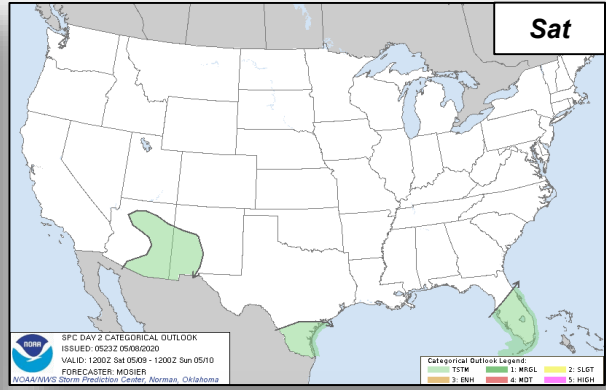 Sat
NOAA
SPC DAY 2 CATEGORICAL OUTLOOK
ISSUED: 0523Z 05/08/2020
VALID: 1200Z Sat 05/09 - 1200Z Sun 05/10
FORECASTER: MOSIER
NOAA/NWS Storm Prediction Center, Norman, Oklahoma
Categorical Outlook Legend:
TSTM 1: MRGL 2: SLGT
3: ENH 4: MDT 5: HIGH